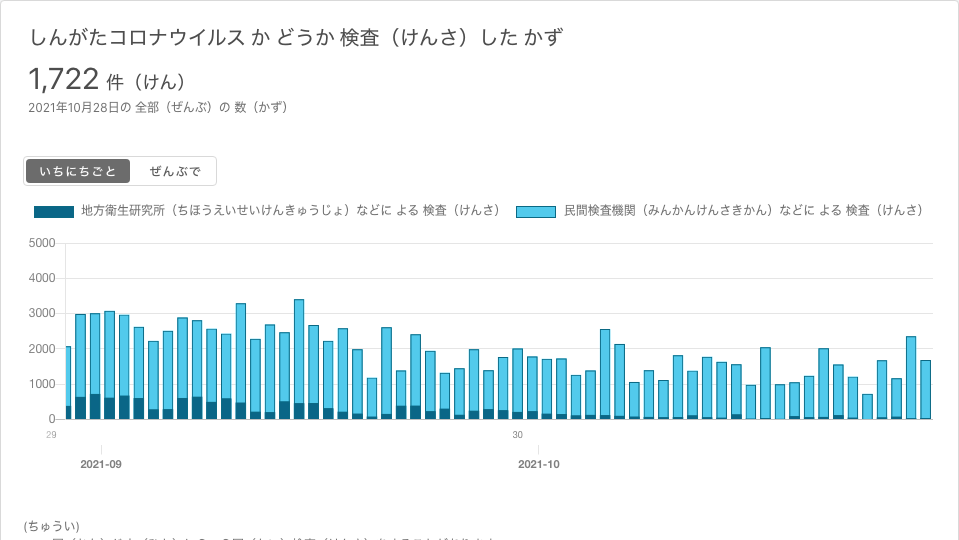 しんがたコロナウイルス か どうか 検査（けんさ）した かず
1,722 件（けん）
2021年10月28日の 全部（ぜんぶ）の 数（かず）
いちにちごと ぜんぶで
地方衛生研究所（ちほうえいせいけんきゅうじょ）などに よる 検査（けんさ） 民間検査機関（みんかんけんさきかん）などに よる 検査（けんさ）
5000
4000
3000
2000
1000
0
29 30
2021-09 2021-10
(ちゅうい)